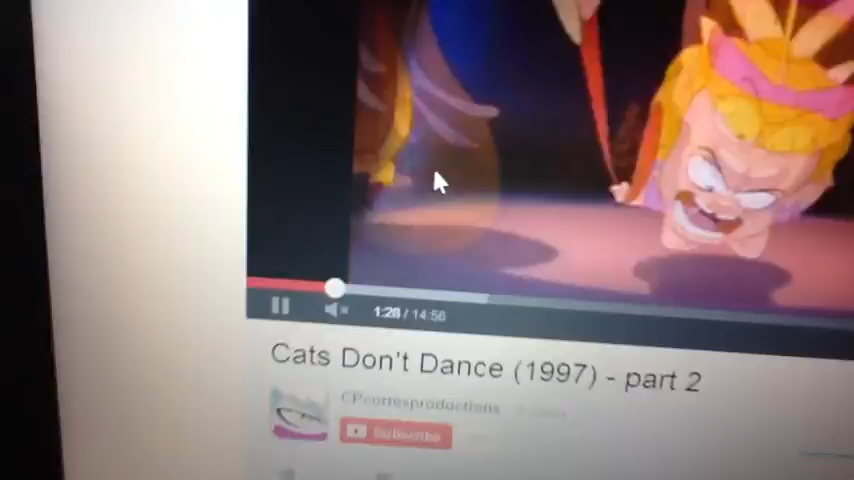 1:28 / 14:56
Cats Don't Dance (1997) - part 2
CPcorresproductions
Subscribe